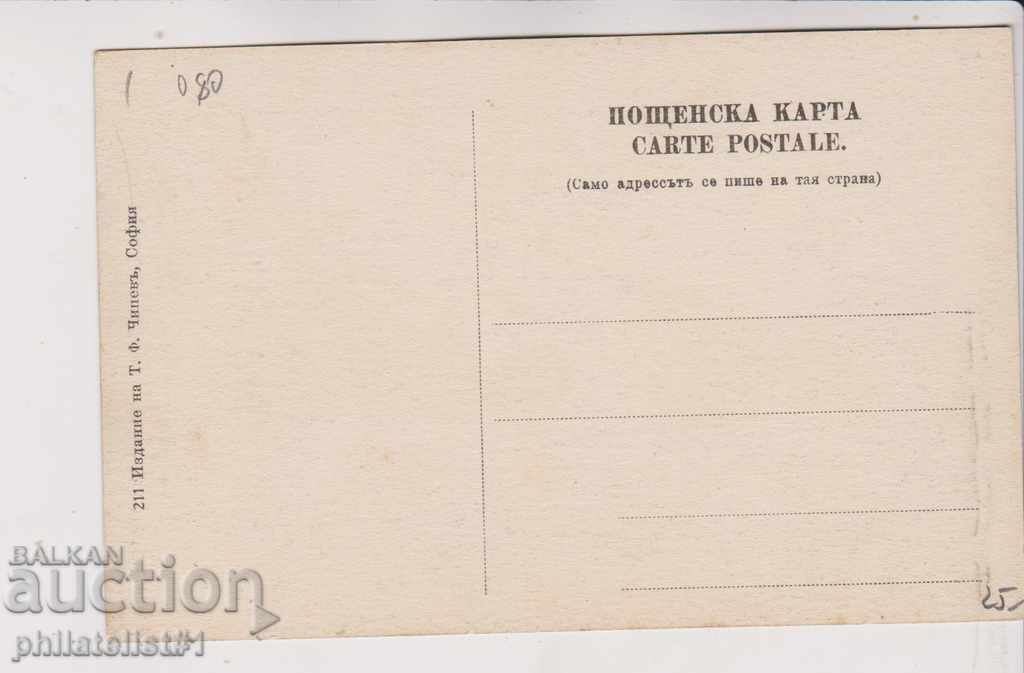 1 080
ПОЩЕНСКА КАРТА
CARTE POSTALE.
(Само адрессътъ се пише на тая страна)
211 Издание на Т. Ф. Чипевъ, София
25
BALKAN
auction
philatelist#1